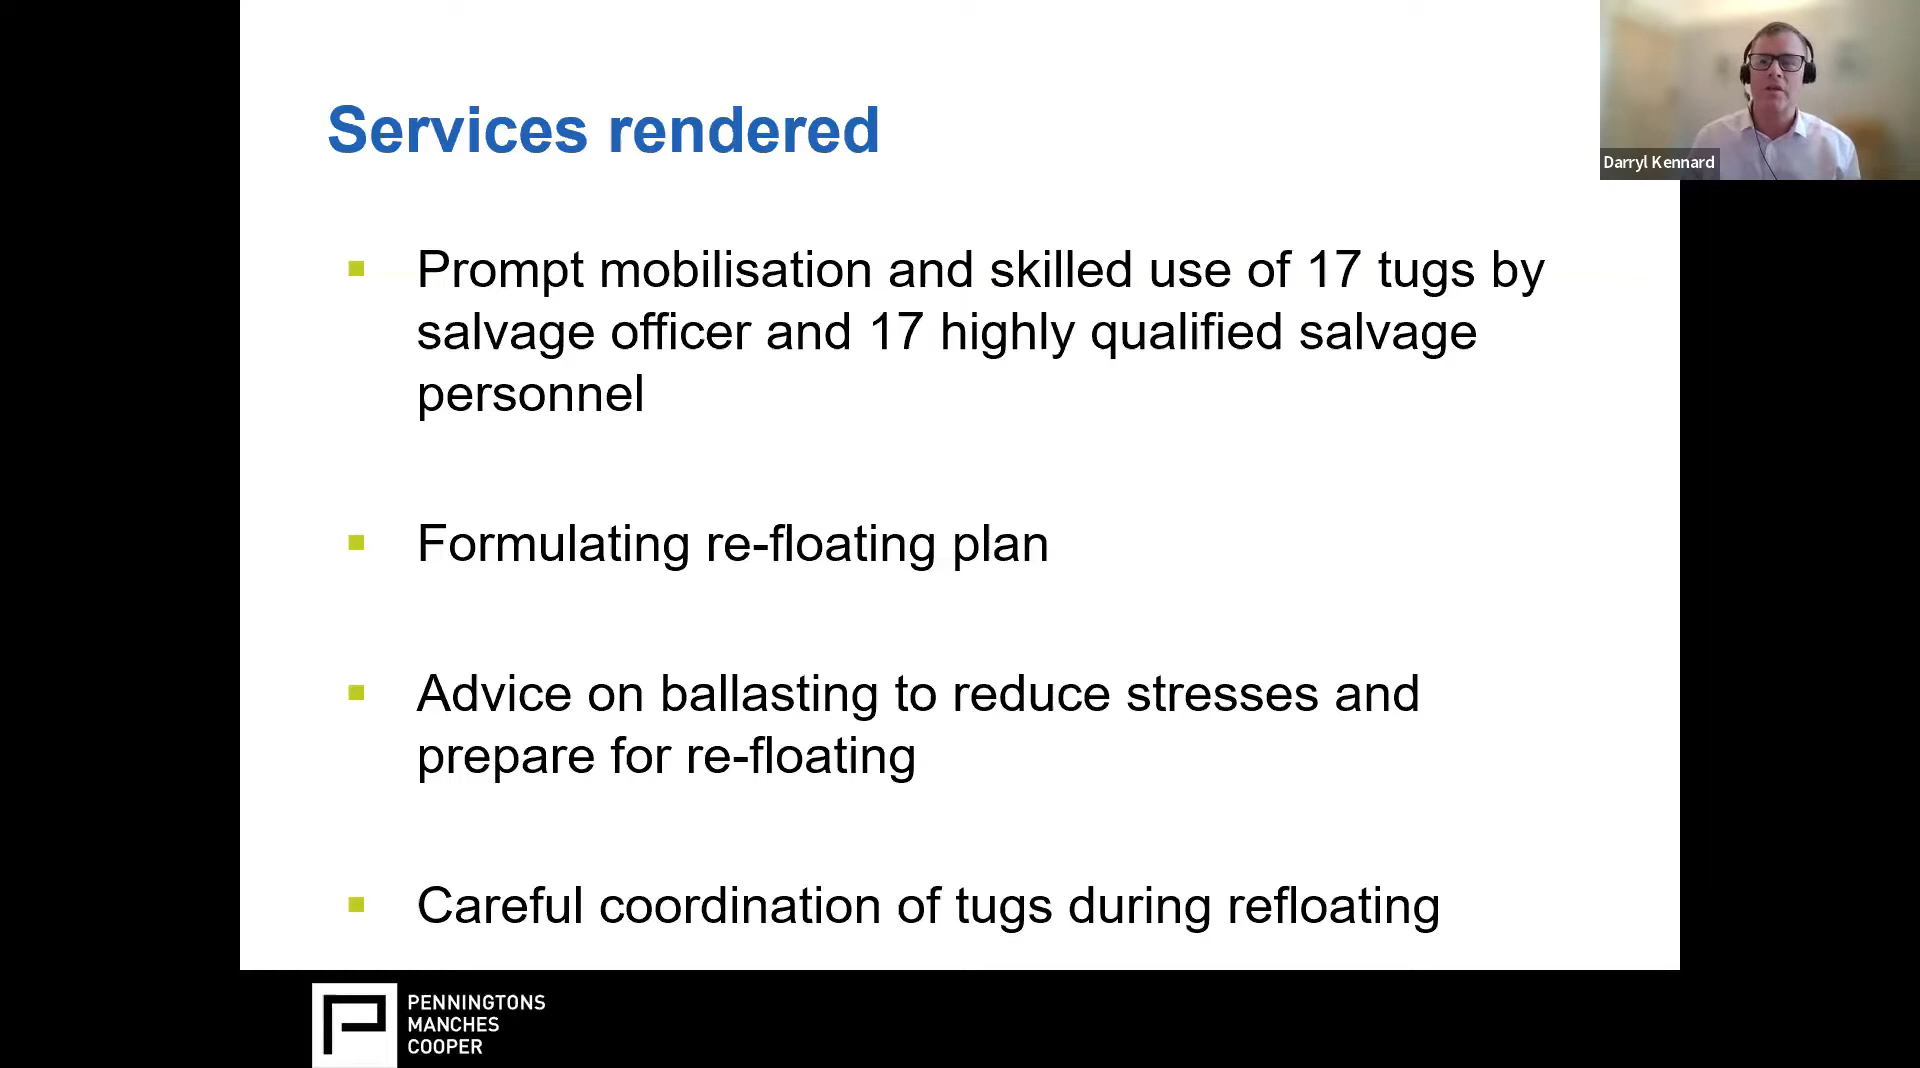 Services rendered
Darryl Kennard
Prompt mobilisation and skilled use of 17 tugs by
salvage officer and 17 highly qualified salvage
personnel
Formulating re-floating plan
Advice on ballasting to reduce stresses and
prepare for re-floating
Careful coordination of tugs during refloating
PENNINGTONS
MANCHES
COOPER